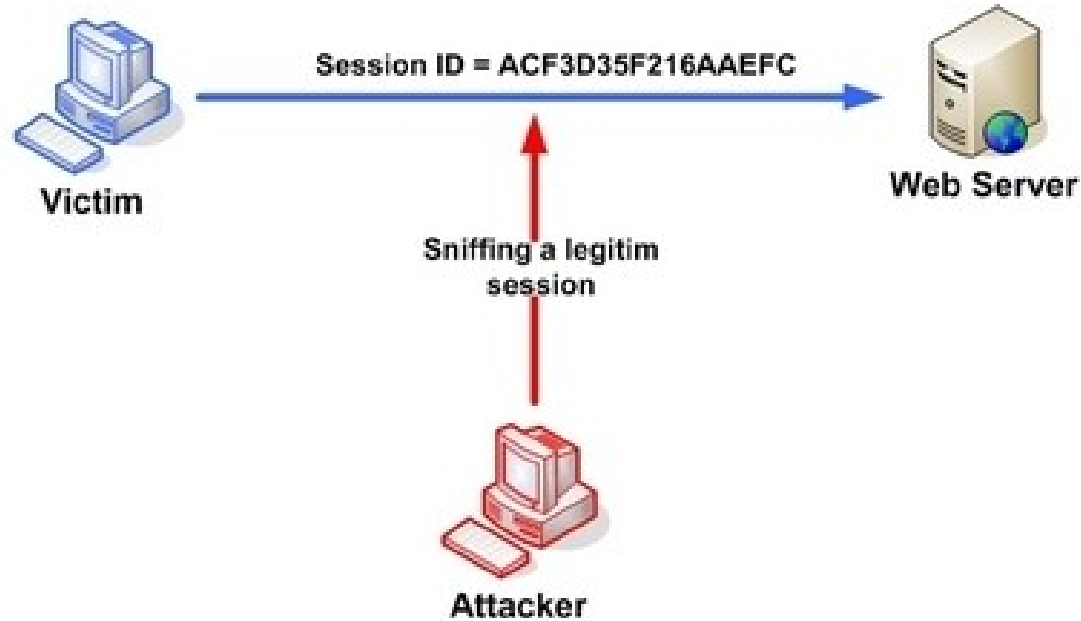 Session ID = ACF3D35F216AAEFC
Victim
Web Server
Sniffing a legitim
session
Attacker